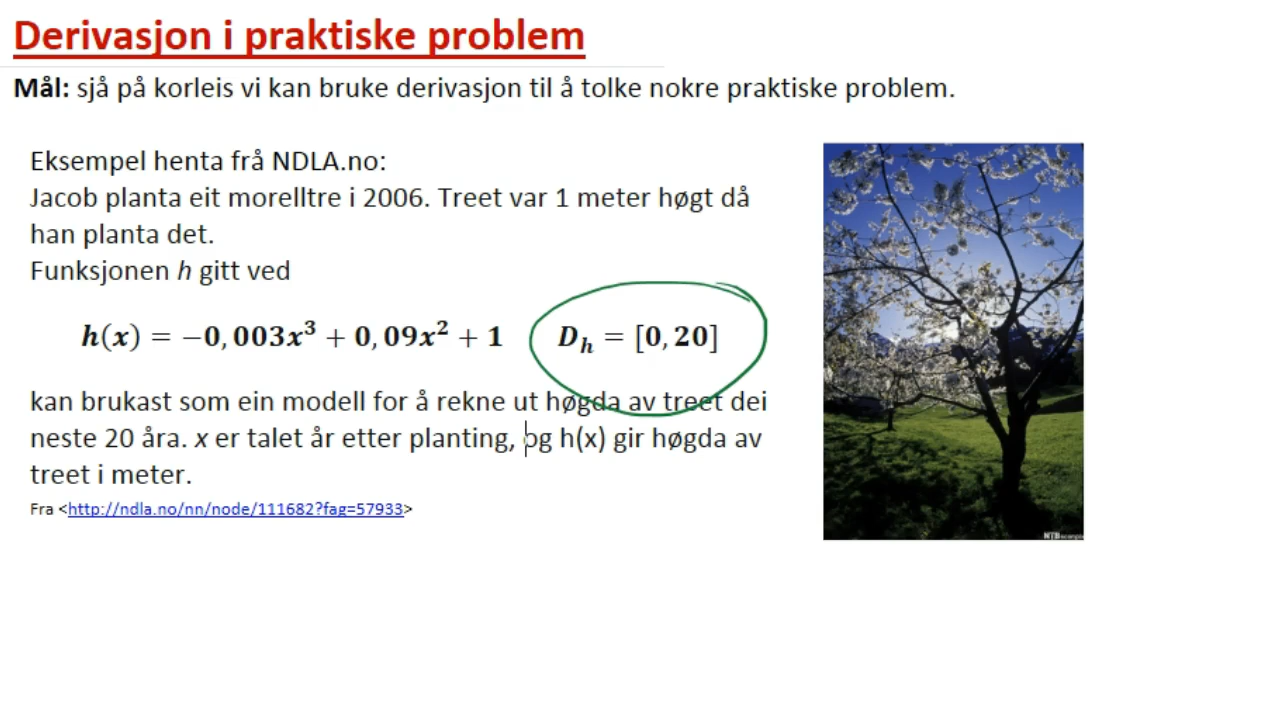 Derivasjon i praktiske problem
Mål: sjå på korleis vi kan bruke derivasjon til å tolke nokre praktiske problem.
Eksempel henta frå NDLA.no:
Jacob planta eit morelltre i 2006. Treet var 1 meter høgt då
han planta det.
Funksjonen h gitt ved
h(x) = −0,003x³ + 0,09x² + 1 Dₕ = [0,20]
kan brukast som ein modell for å rekne ut høgda av treet dei
neste 20 åra. x er talet år etter planting, og h(x) gir høgda av
treet i meter.
Fra <http://ndla.no/nn/node/111682?fag=57933>